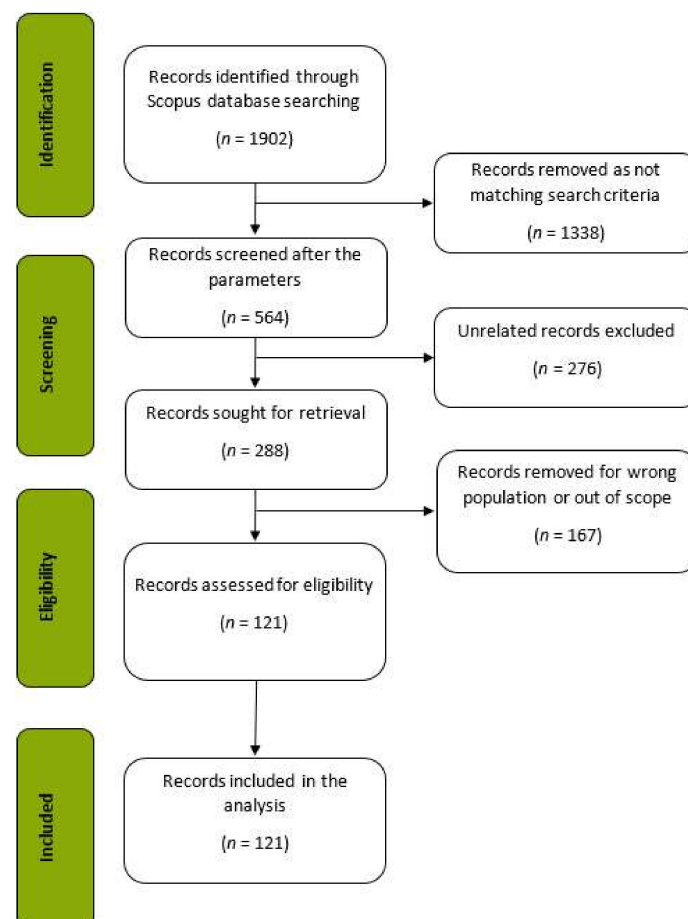 Identification
Records identified through
Scopus database searching
(n = 1902)
Records removed as not
matching search criteria
(n = 1338)
Screening
Records screened after the
parameters
(n = 564)
Unrelated records excluded
(n = 276)
Records sought for retrieval
(n = 288)
Records removed for wrong
population or out of scope
(n = 167)
Eligibility
Records assessed for eligibility
(n = 121)
Included
Records included in the
analysis
(n = 121)